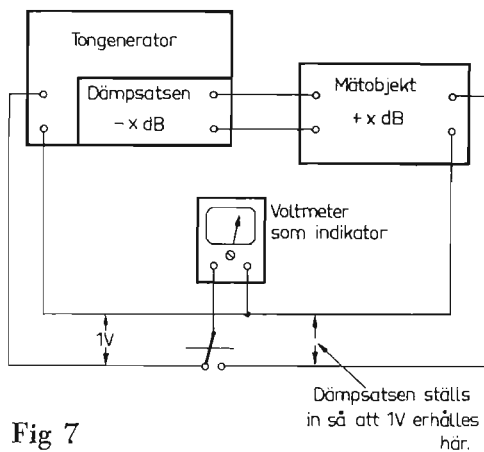 Tongenerator
Dämpsatsen
− x dB
Mätobjekt
+ x dB
Voltmeter
som indikator
1V
Dämpsatsen ställs
in så att 1V erhålles
här.
Fig 7